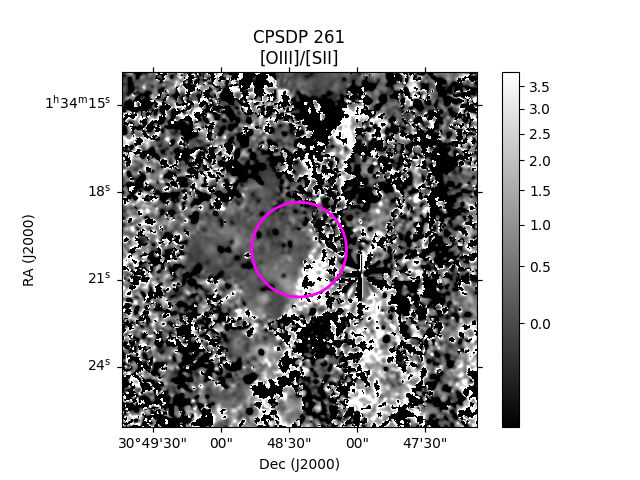 CPSDP 261
[OIII]/[SII]
RA (J2000)
1h34m15s
18s
21s
24s
30°49'30"
00"
48'30"
00"
47'30"
Dec (J2000)
3.5
3.0
2.5
2.0
1.5
1.0
0.5
0.0